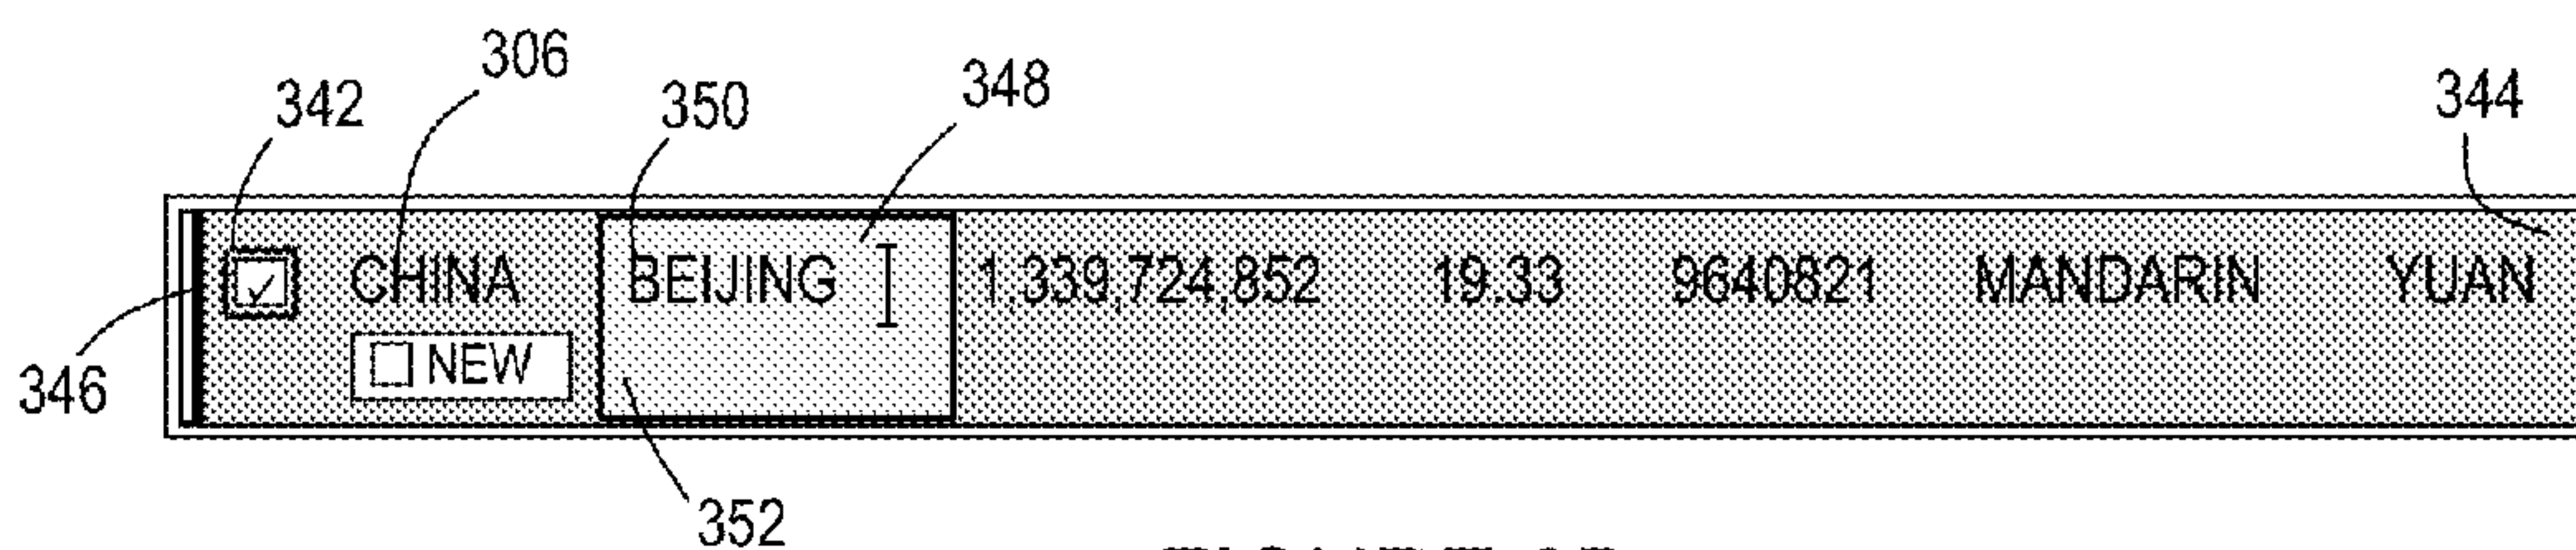 306
342 350 348 344
CHINA BEIJING 1,339,724,852 19.33 9640821 MANDARIN YUAN
NEW
346
352